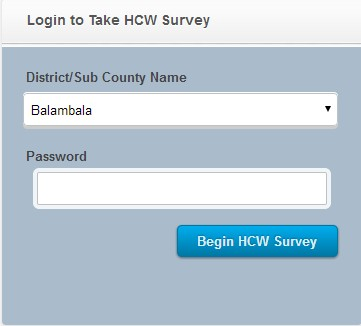 Login to Take HCW Survey
District/Sub County Name
Balambala
Password
Begin HCW Survey